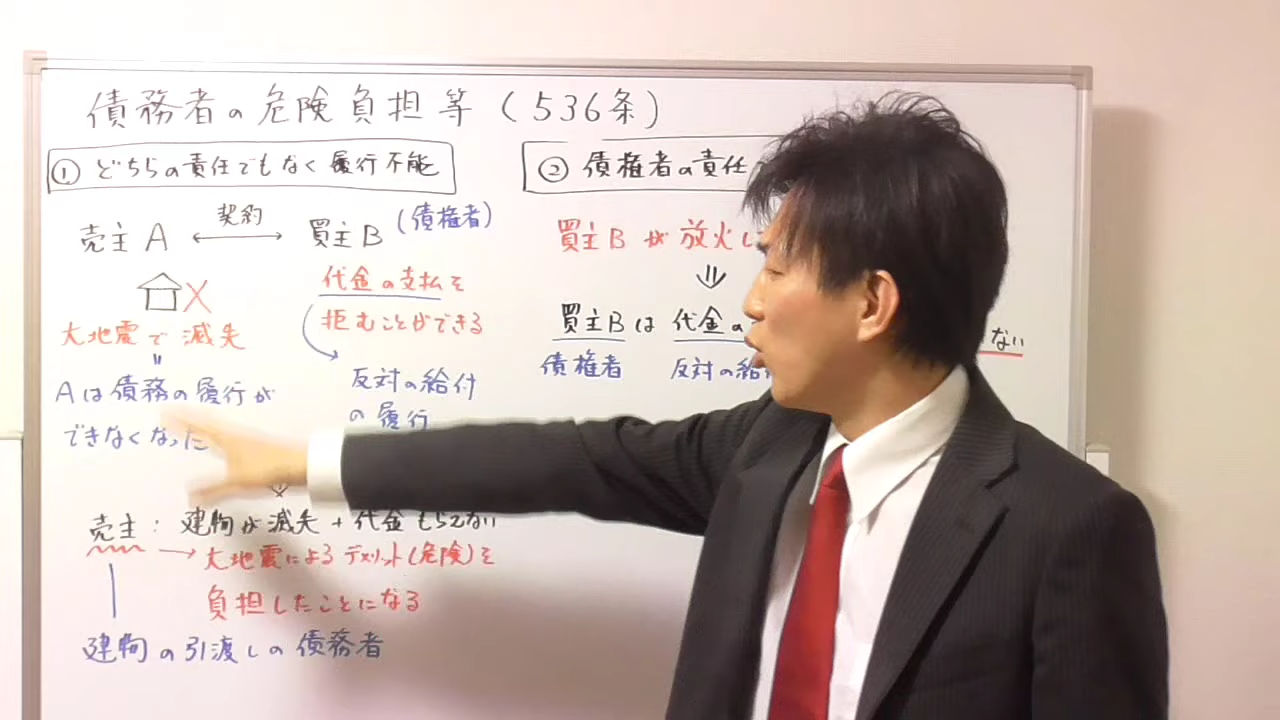 債務者の危険負担等（536条）
① どちらの責任でもなく履行不能
売主A
契約
買主B
（債権者）
大地震で滅失
Aは債務の履行が
できなくなった
代金の支払を
拒むことができる
反対の給付
の履行
売主：建物が滅失＋代金もらえない
大地震によるデメリット（危険）を
負担したことになる
建物の引渡しの債務者
② 債権者の責任
買主Bが放火し
買主Bは代金の
ない
債権者
反対の給